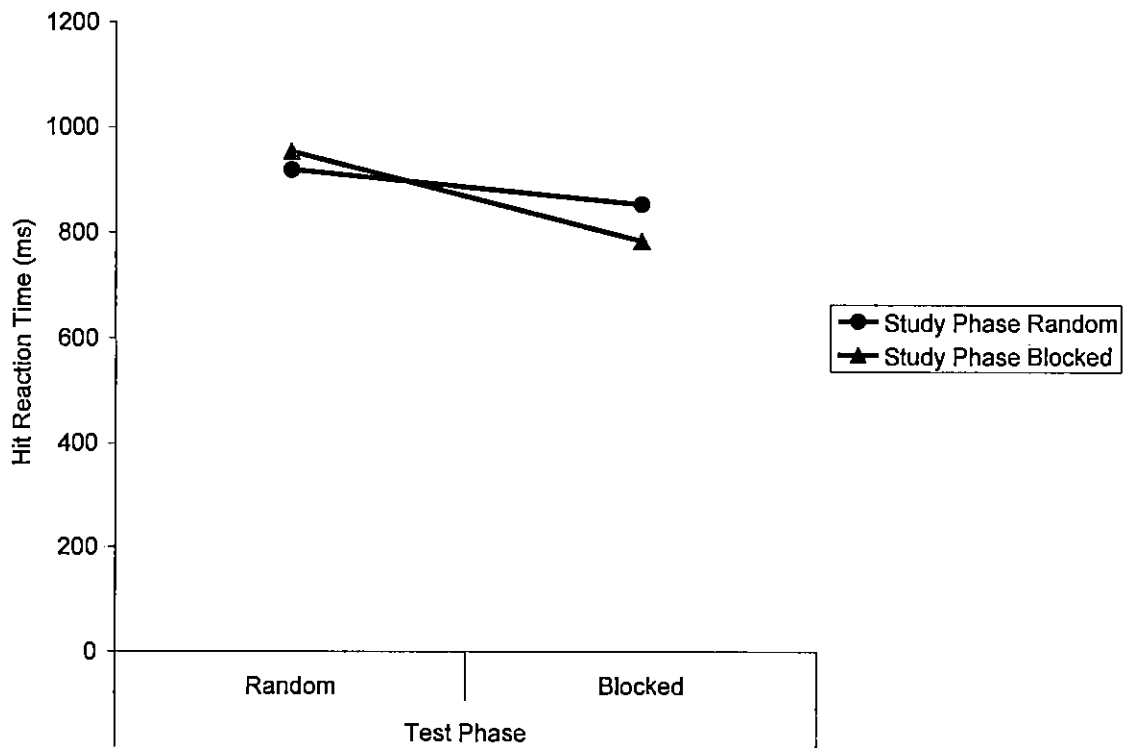 1200
1000
800
600
400
200
0
Hit Reaction Time (ms)
Random
Blocked
Test Phase
Study Phase Random
Study Phase Blocked